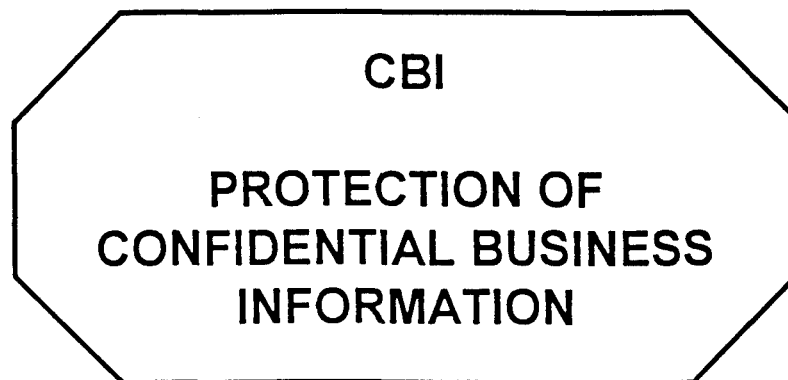 CBI
PROTECTION OF
CONFIDENTIAL BUSINESS
INFORMATION